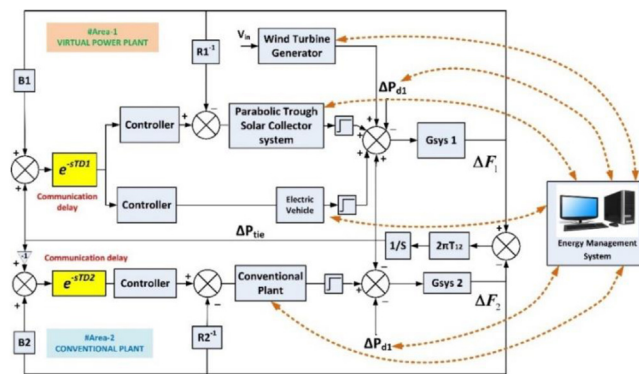 #Area-1
VIRTUAL POWER PLANT
B1
R1⁻¹
Vin
Wind Turbine
Generator
ΔPd1
Controller
Parabolic Trough
Solar Collector
system
Gsys 1
ΔF1
e⁻ˢᵀᴰ¹
Communication
delay
Controller
Electric
Vehicle
ΔPtie
1/S
2πT12
Energy Management
System
-1
Communication delay
e⁻ˢᵀᴰ²
Controller
Conventional
Plant
Gsys 2
ΔF2
#Area-2
CONVENTIONAL PLANT
B2
R2⁻¹
ΔPd1